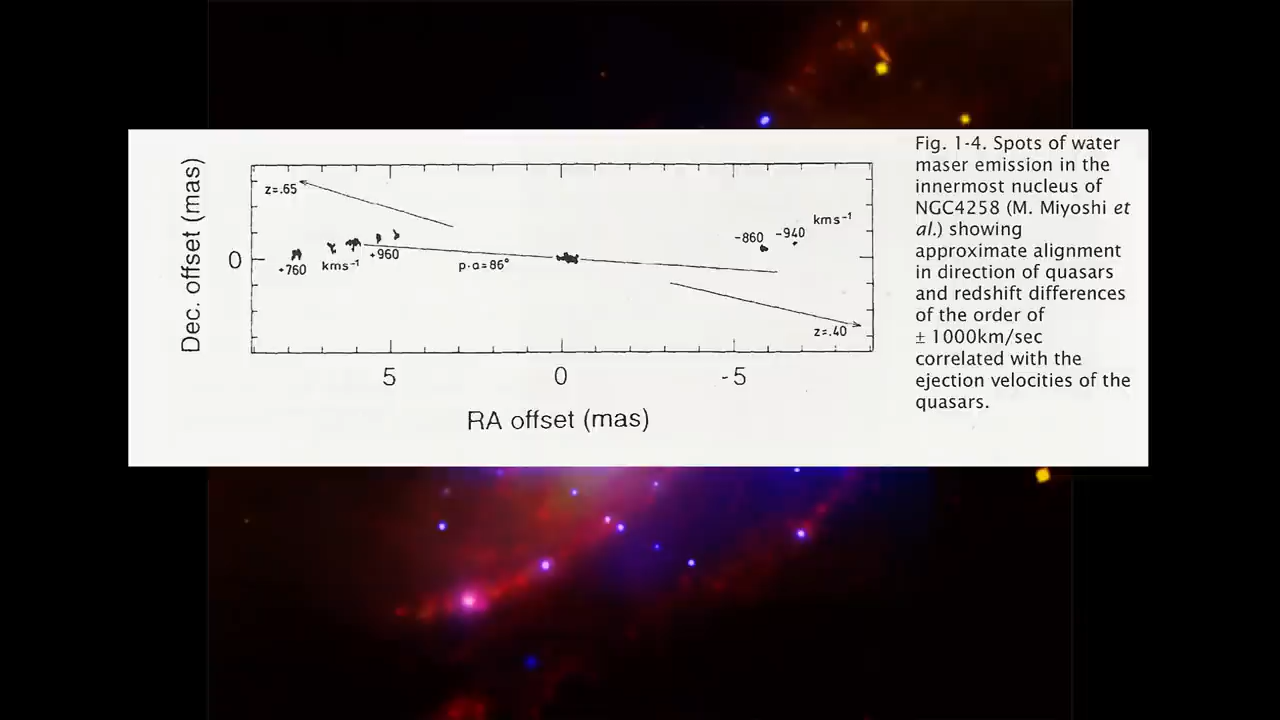 Fig. 1-4. Spots of water
maser emission in the
innermost nucleus of
NGC4258 (M. Miyoshi et
al.) showing
approximate alignment
in direction of quasars
and redshift differences
of the order of
± 1000km/sec
correlated with the
ejection velocities of the
quasars.
Dec. offset (mas)
0
z=.65
+760
kms⁻¹
+960
p.a=86°
-860
-940
kms⁻¹
z=.40
5 0 -5
RA offset (mas)